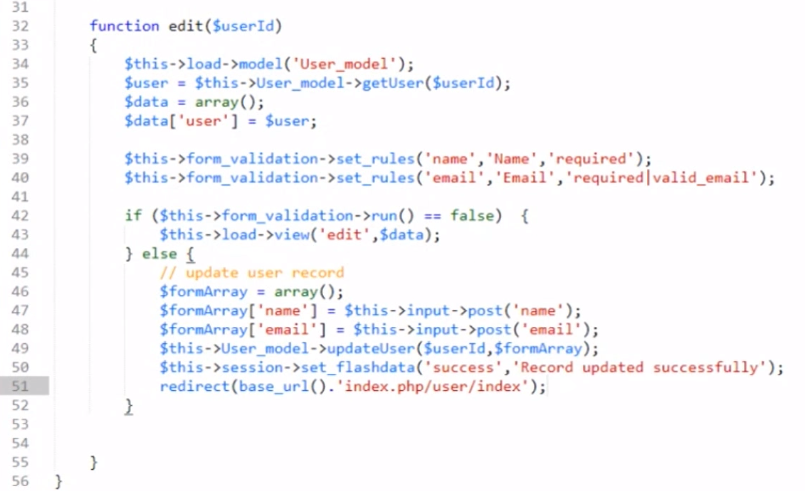 31
32 function edit($userId)
33 {
34 $this->load->model('User_model');
35 $user = $this->User_model->getUser($userId);
36 $data = array();
37 $data['user'] = $user;
38
39 $this->form_validation->set_rules('name','Name','required');
40 $this->form_validation->set_rules('email','Email','required|valid_email');
41
42 if ($this->form_validation->run() == false) {
43 $this->load->view('edit',$data);
44 } else {
45 // update user record
46 $formArray = array();
47 $formArray['name'] = $this->input->post('name');
48 $formArray['email'] = $this->input->post('email');
49 $this->User_model->updateUser($userId,$formArray);
50 $this->session->set_flashdata('success','Record updated successfully');
51 redirect(base_url().'index.php/user/index');
52 }
53
54
55 }
56 }